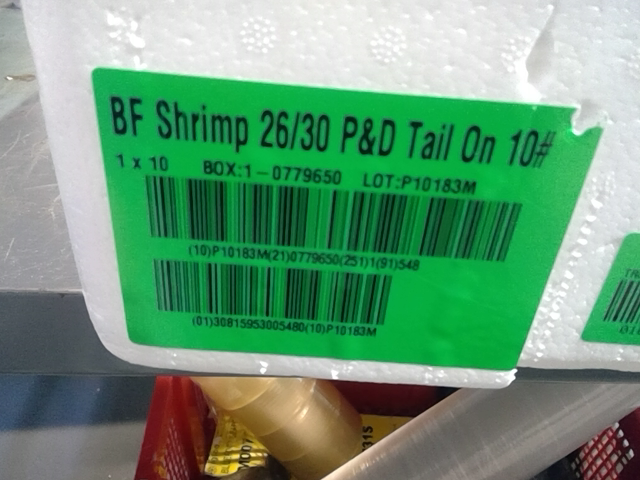 BF Shrimp 26/30 P&D Tail On 10#
1 x 10 BOX:1-0779650 LOT:P10183M
(10)P10183M(21)0779650(251)1(91)548
(01)30815953005480(10)P10183M
31S